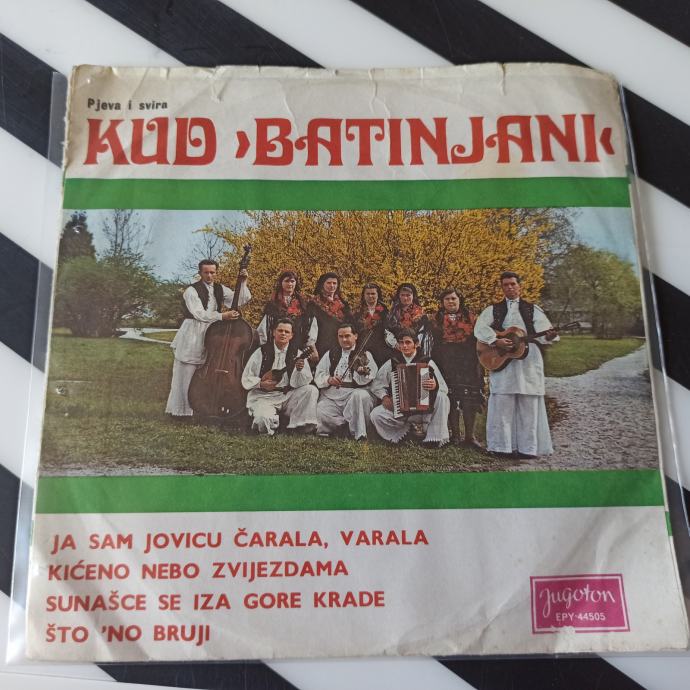 Pjeva i svira
KUD ›BATINJANI‹
JA SAM JOVICU ČARALA, VARALA
KIĆENO NEBO ZVIJEZDAMA
SUNAŠCE SE IZA GORE KRADE
ŠTO 'NO BRUJI
Jugoton
EPY-44505